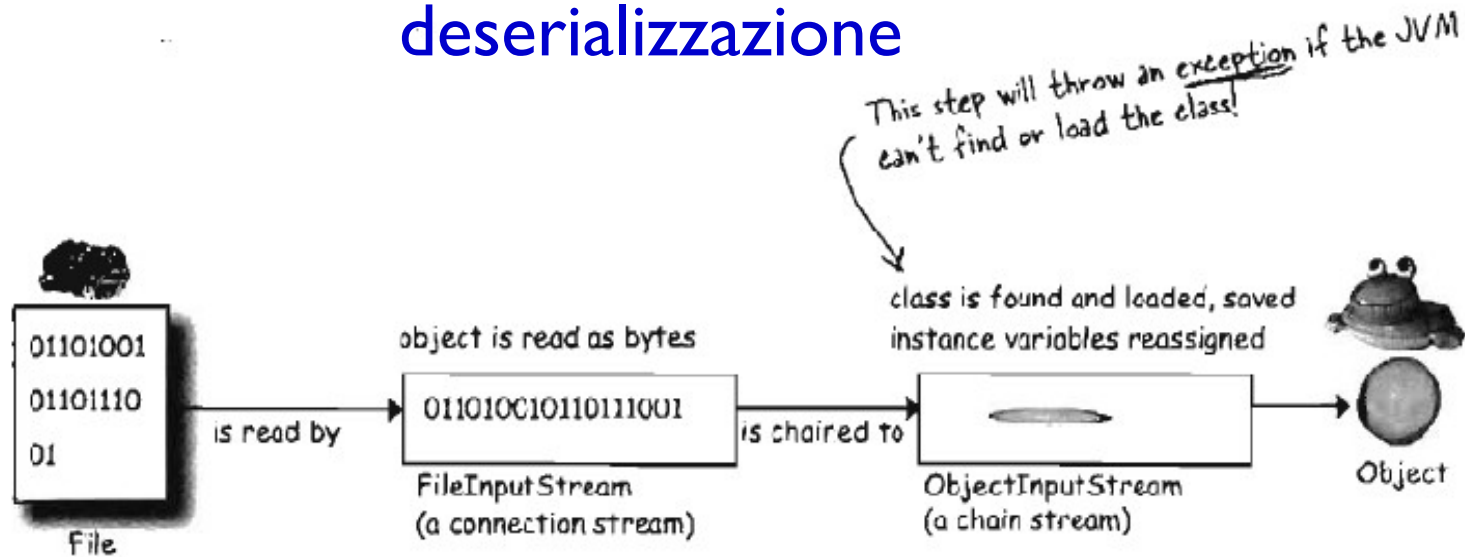 deserializzazione
This step will throw an exception if the JVM
can't find or load the class!
class is found and loaded, saved
instance variables reassigned
object is read as bytes
01101001
01101110
01
is read by
011010010110111001
is chained to
FileInputStream
(a connection stream)
ObjectInputStream
(a chain stream)
Object
File